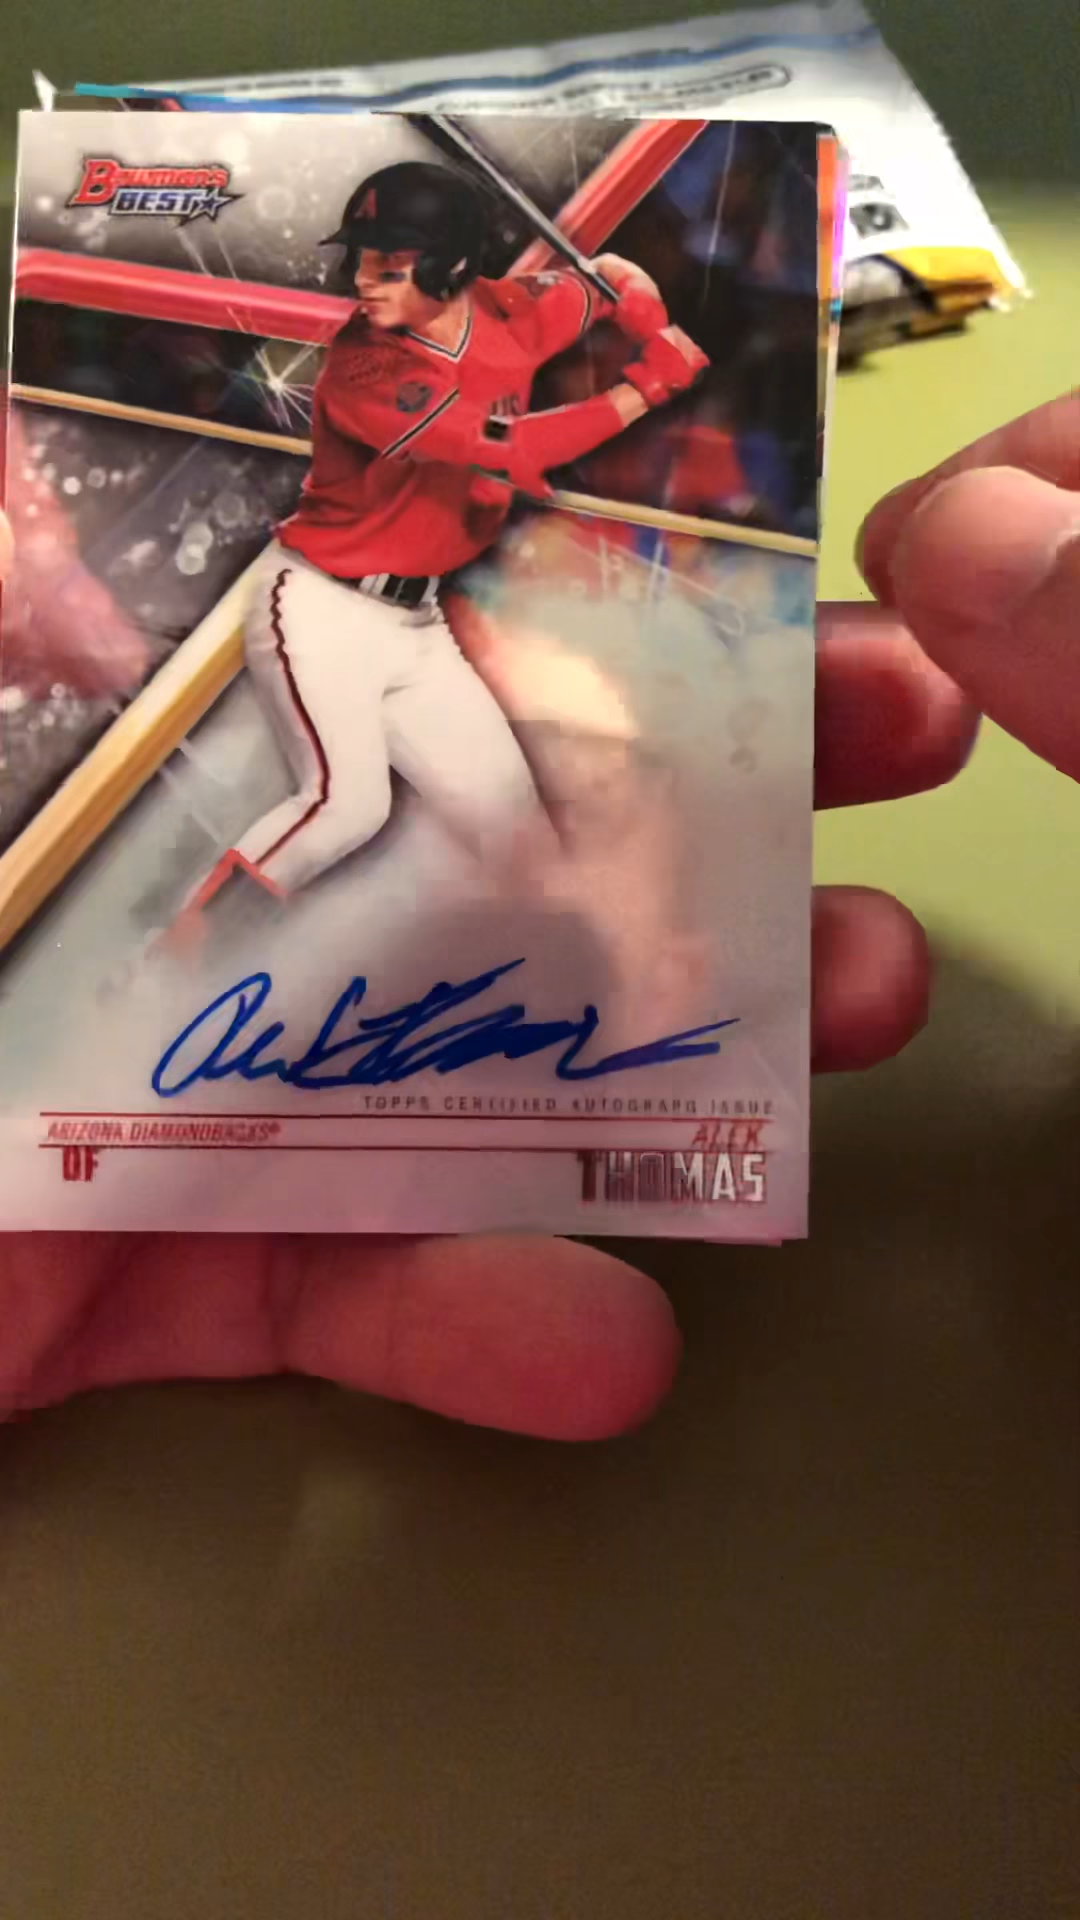 BOWMAN'S
BEST
A
TOPPS CERTIFIED AUTOGRAPH ISSUE
ARIZONA DIAMONDBACKS®
ALEK
OF
THOMAS